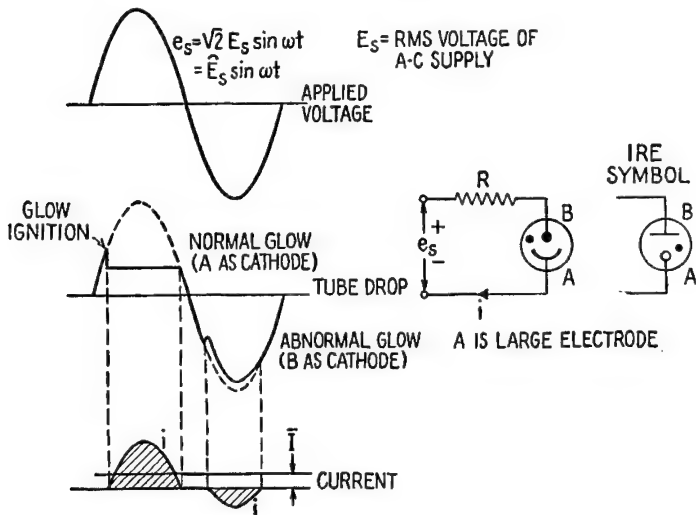 e_s = √2 E_s sin ωt
= Ê_s sin ωt
E_s = RMS VOLTAGE OF
A-C SUPPLY
APPLIED
VOLTAGE
GLOW
IGNITION
NORMAL GLOW
(A AS CATHODE)
TUBE DROP
ABNORMAL GLOW
(B AS CATHODE)
R
B
+
e_s
−
A
i
IRE
SYMBOL
B
A
A IS LARGE ELECTRODE
i
Ī
CURRENT
i